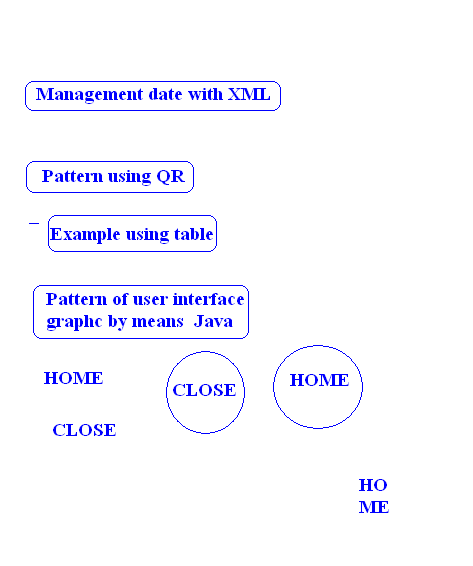 Management date with XML
Pattern using QR
Example using table
Pattern of user interface
graphc by means Java
HOME
CLOSE
HOME
CLOSE
HO
ME